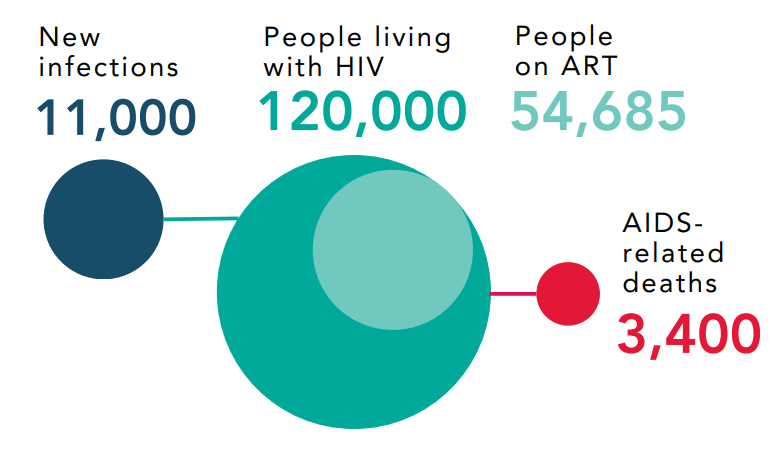 New
infections
11,000
People living
with HIV
120,000
People
on ART
54,685
AIDS-
related
deaths
3,400